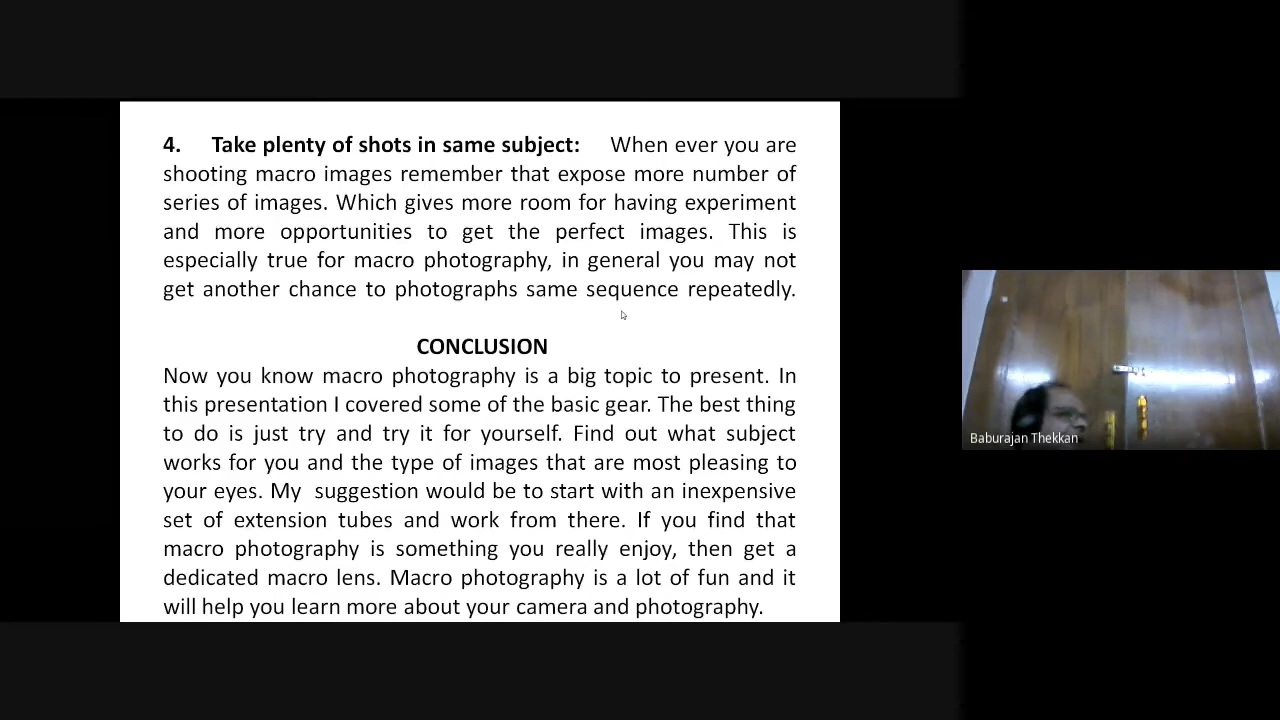 4. Take plenty of shots in same subject: When ever you are
shooting macro images remember that expose more number of
series of images. Which gives more room for having experiment
and more opportunities to get the perfect images. This is
especially true for macro photography, in general you may not
get another chance to photographs same sequence repeatedly.
CONCLUSION
Now you know macro photography is a big topic to present. In
this presentation I covered some of the basic gear. The best thing
to do is just try and try it for yourself. Find out what subject
works for you and the type of images that are most pleasing to
your eyes. My suggestion would be to start with an inexpensive
set of extension tubes and work from there. If you find that
macro photography is something you really enjoy, then get a
dedicated macro lens. Macro photography is a lot of fun and it
will help you learn more about your camera and photography.
Baburajan Thekkan